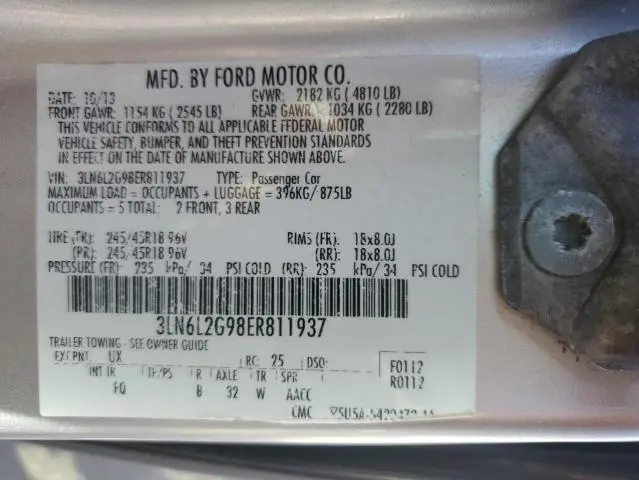 MFD. BY FORD MOTOR CO.
DATE: 10/13 GVWR: 2182 KG ( 4810 LB)
FRONT GAWR: 1154 KG ( 2545 LB) REAR GAWR: 1034 KG ( 2280 LB)
THIS VEHICLE CONFORMS TO ALL APPLICABLE FEDERAL MOTOR
VEHICLE SAFETY, BUMPER, AND THEFT PREVENTION STANDARDS
IN EFFECT ON THE DATE OF MANUFACTURE SHOWN ABOVE.
VIN: 3LN6L2G98ER811937 TYPE: Passenger Car
MAXIMUM LOAD = OCCUPANTS + LUGGAGE = 396KG/ 875LB
OCCUPANTS = 5 TOTAL: 2 FRONT, 3 REAR
TIRE (FR): 245/45R18 96V RIMS (FR): 18x8.0J
(RR): 245/45R18 96V (RR): 18x8.0J
PRESSURE (FR): 235 kPa/ 34 PSI COLD (RR): 235 kPa/ 34 PSI COLD
3LN6L2G98ER811937
TRAILER TOWING - SEE OWNER GUIDE
EXT PNT: UX RC: 25 DSO:
F0112
INT TR TP/PS R AXLE TR SPR
R0112
FQ B 32 W AACC
CMC